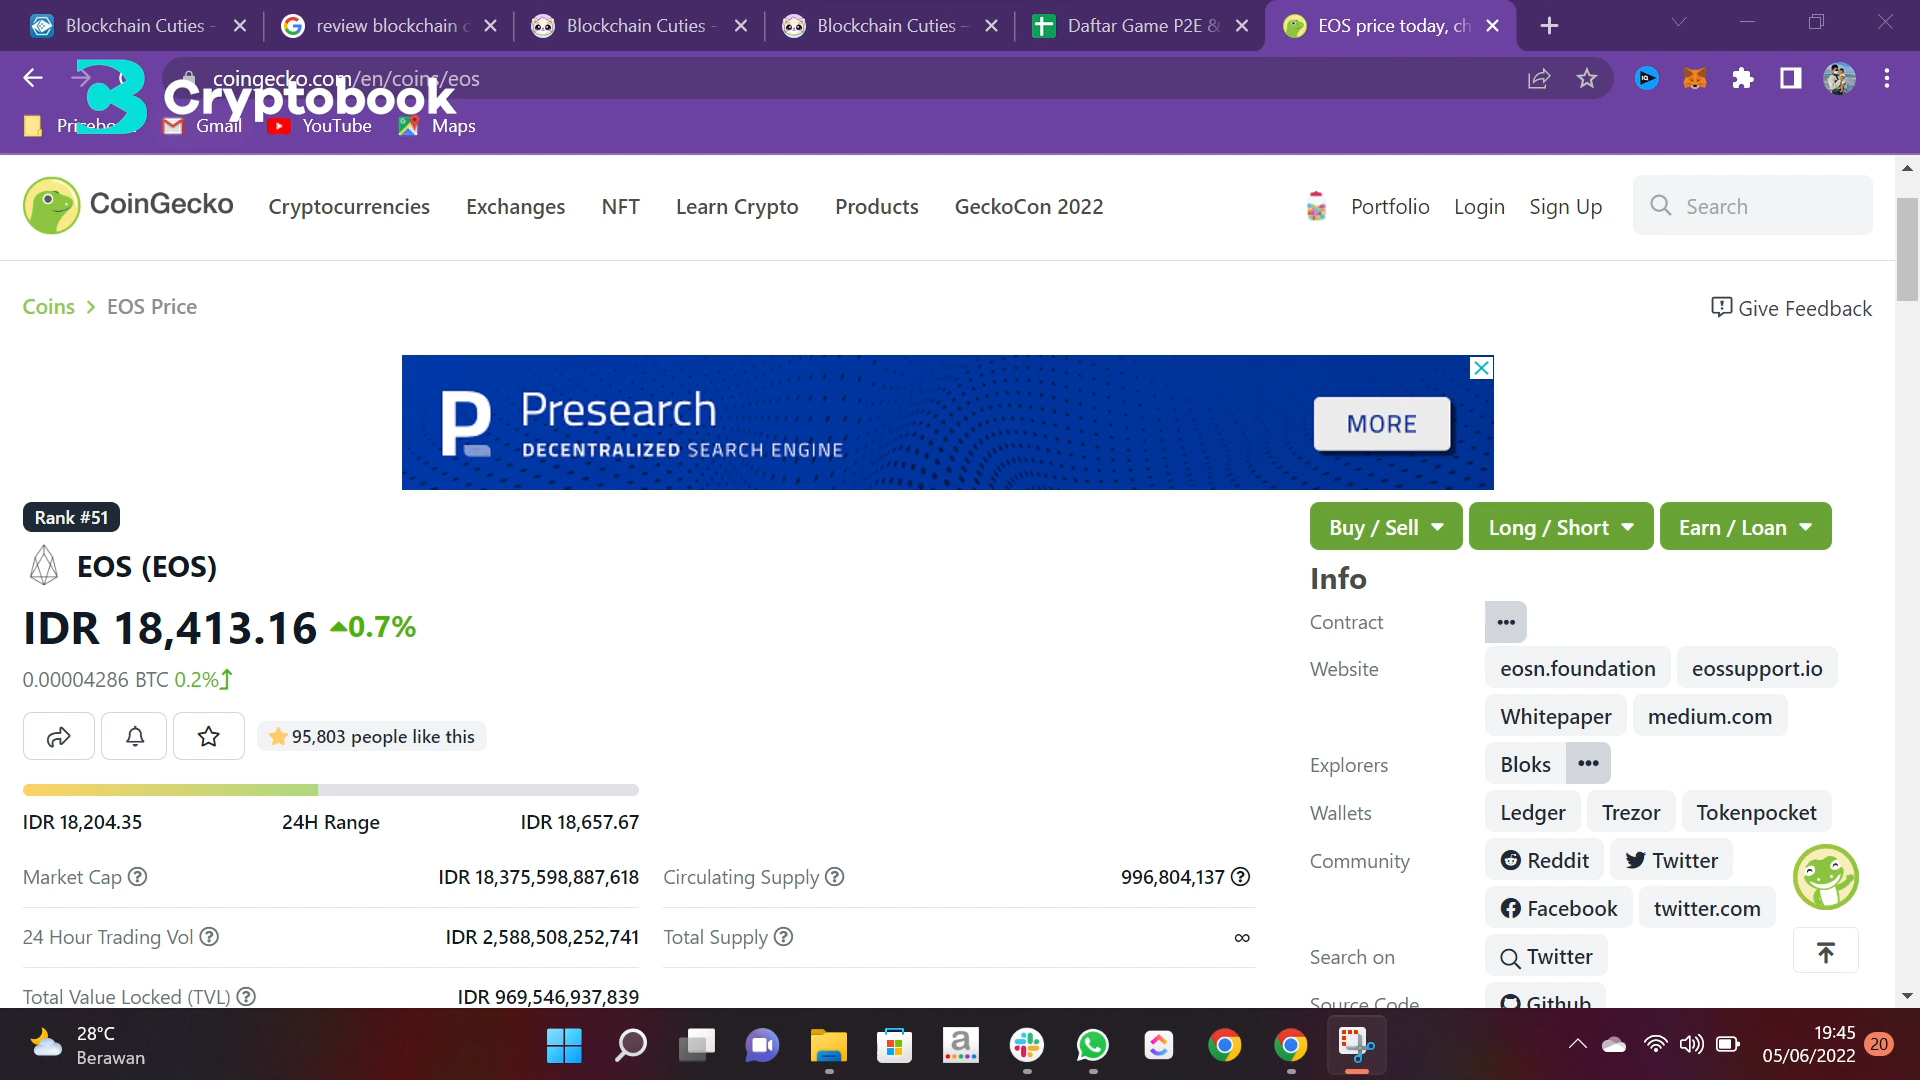 Blockchain Cuties -
review blockchain c
Blockchain Cuties -
Blockchain Cuties –
Daftar Game P2E &
EOS price today, ch
coingecko.com/en/coins/eos
Cryptobook
Gmail
YouTube
Maps
CoinGecko
Cryptocurrencies
Exchanges
NFT
Learn Crypto
Products
GeckoCon 2022
Portfolio
Login
Sign Up
Search
Coins > EOS Price
Give Feedback
Presearch
DECENTRALIZED SEARCH ENGINE
MORE
Rank #51
Buy / Sell
Long / Short
Earn / Loan
EOS (EOS)
IDR 18,413.16 0.7%
0.00004286 BTC 0.2%
95,803 people like this
IDR 18,204.35 24H Range IDR 18,657.67
Market Cap IDR 18,375,598,887,618
Circulating Supply 996,804,137
24 Hour Trading Vol IDR 2,588,508,252,741
Total Supply ∞
Total Value Locked (TVL) IDR 969,546,937,839
Info
Contract •••
Website eosn.foundation eossupport.io
Whitepaper medium.com
Explorers Bloks •••
Wallets Ledger Trezor Tokenpocket
Community Reddit Twitter
Facebook twitter.com
Search on Twitter
Source Code Github
28°C
Berawan
19:45
05/06/2022
20